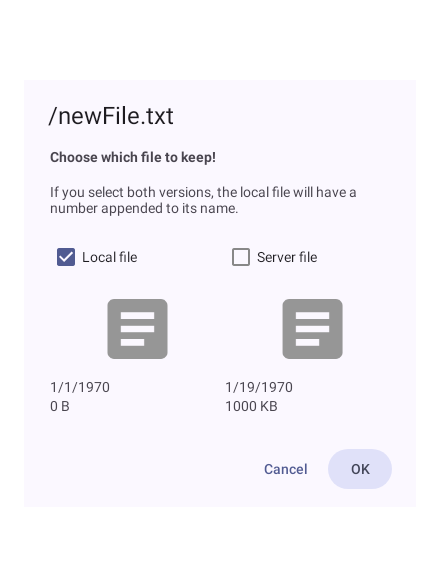 /newFile.txt
Choose which file to keep!
If you select both versions, the local file will have a
number appended to its name.
Local file
Server file
1/1/1970
0 B
1/19/1970
1000 KB
Cancel
OK